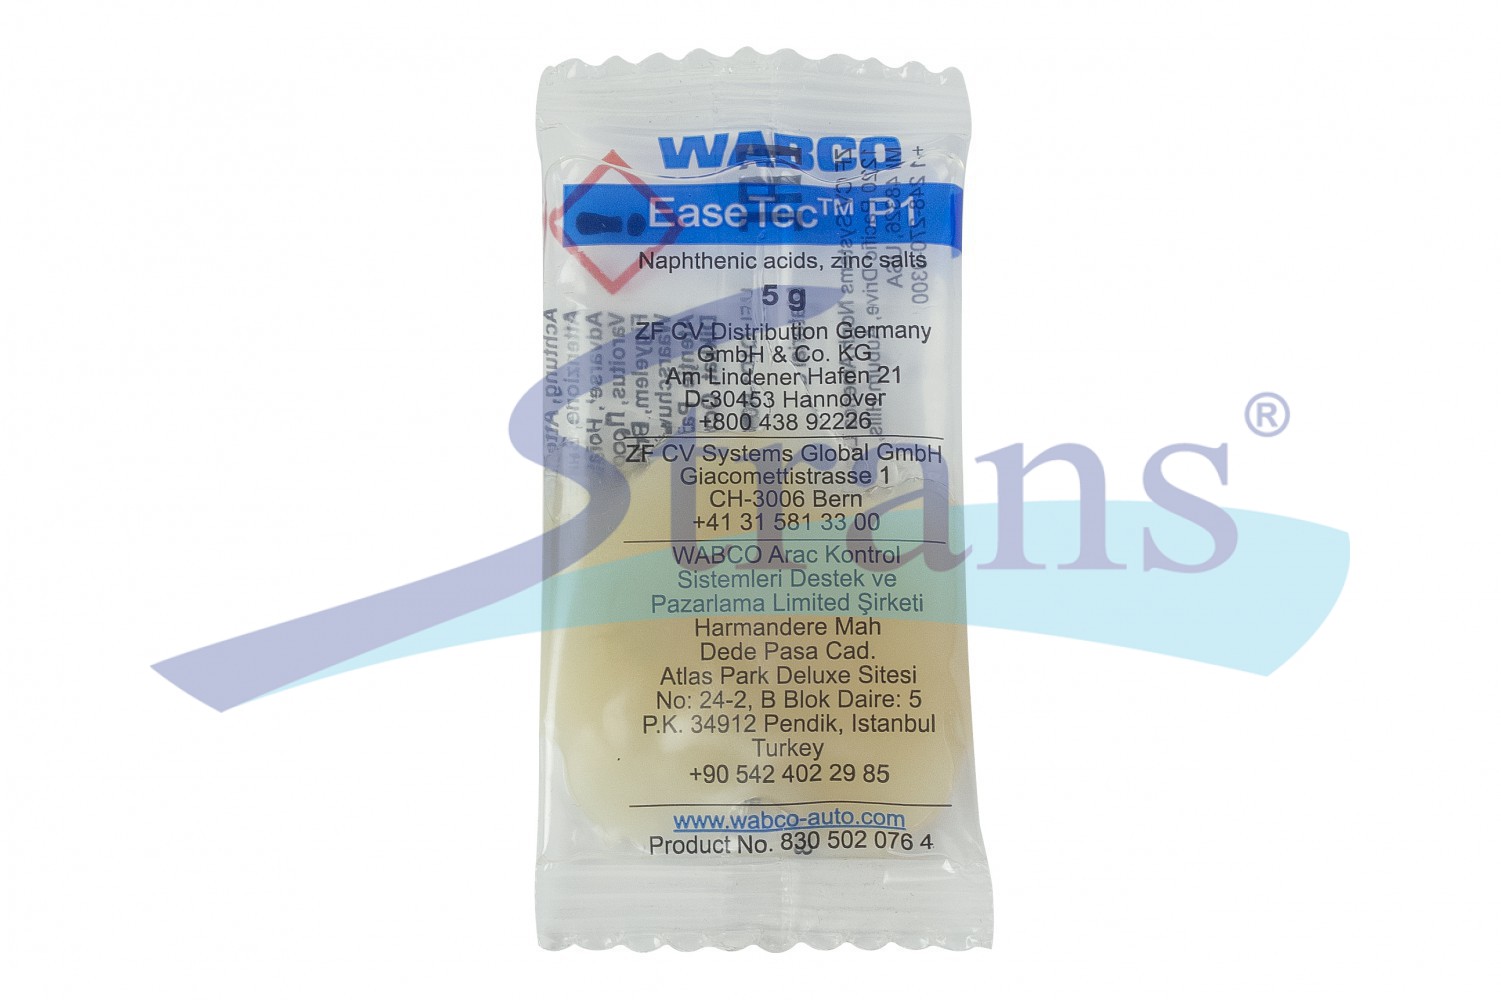 WABCO
EaseTec™ P1
Naphthenic acids, zinc salts
5 g
ZF CV Distribution Germany
GmbH & Co. KG
Am Lindener Hafen 21
D-30453 Hannover
+800 438 92226
ZF CV Systems Global GmbH
Giacomettistrasse 1
CH-3006 Bern
+41 31 581 33 00
WABCO Arac Kontrol
Sistemleri Destek ve
Pazarlama Limited Şirketi
Harmandere Mah
Dede Pasa Cad.
Atlas Park Deluxe Sitesi
No: 24-2, B Blok Daire: 5
P.K. 34912 Pendik, Istanbul
Turkey
+90 542 402 29 85
www.wabco-auto.com
Product No. 830 502 076 4
Achtung,
Attenzione,
Varoitus,
Strans®